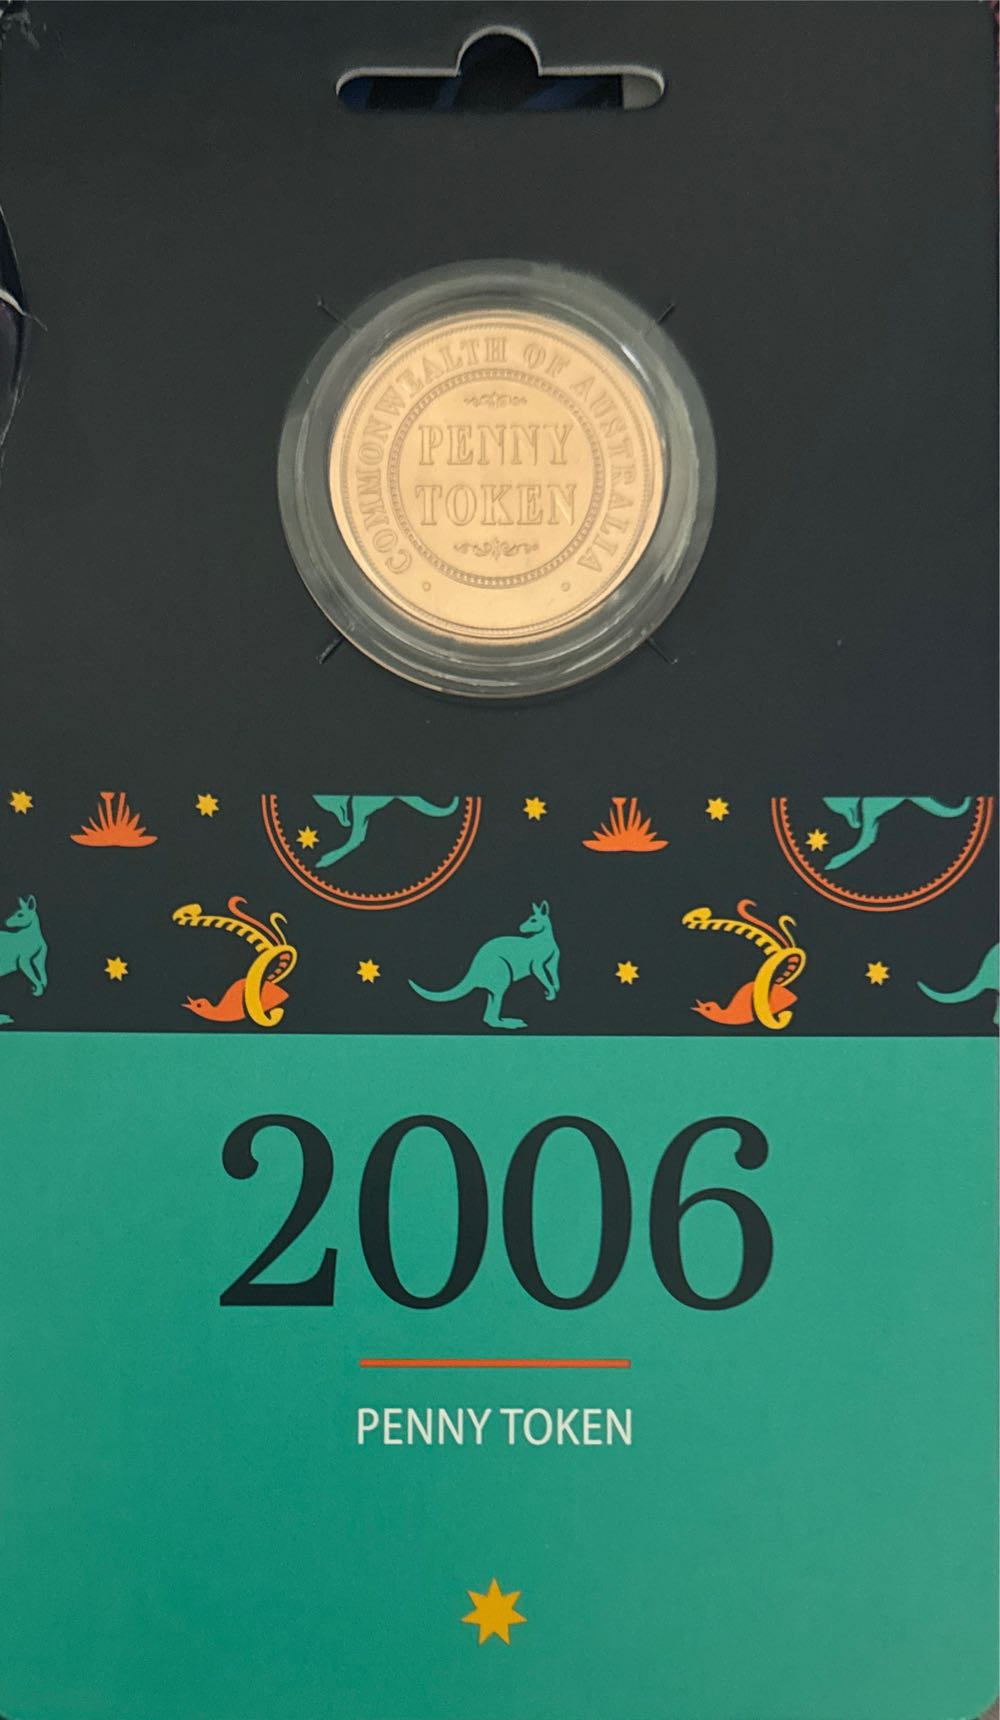 COMMONWEALTH OF AUSTRALIA
PENNY
TOKEN
2006
PENNY TOKEN